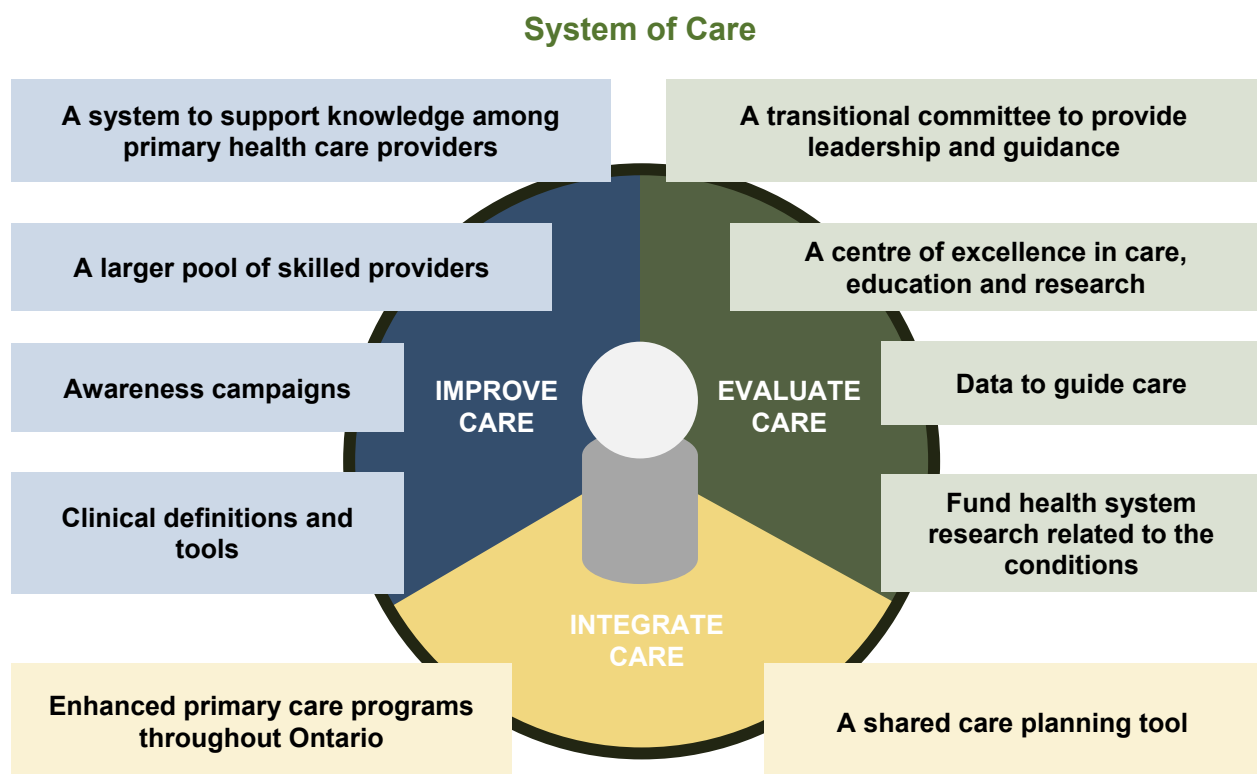 System of Care
A system to support knowledge among
primary health care providers
A transitional committee to provide
leadership and guidance
A larger pool of skilled providers
A centre of excellence in care,
education and research
Awareness campaigns
IMPROVE
CARE
EVALUATE
CARE
Data to guide care
Clinical definitions and
tools
Fund health system
research related to the
conditions
INTEGRATE
CARE
Enhanced primary care programs
throughout Ontario
A shared care planning tool